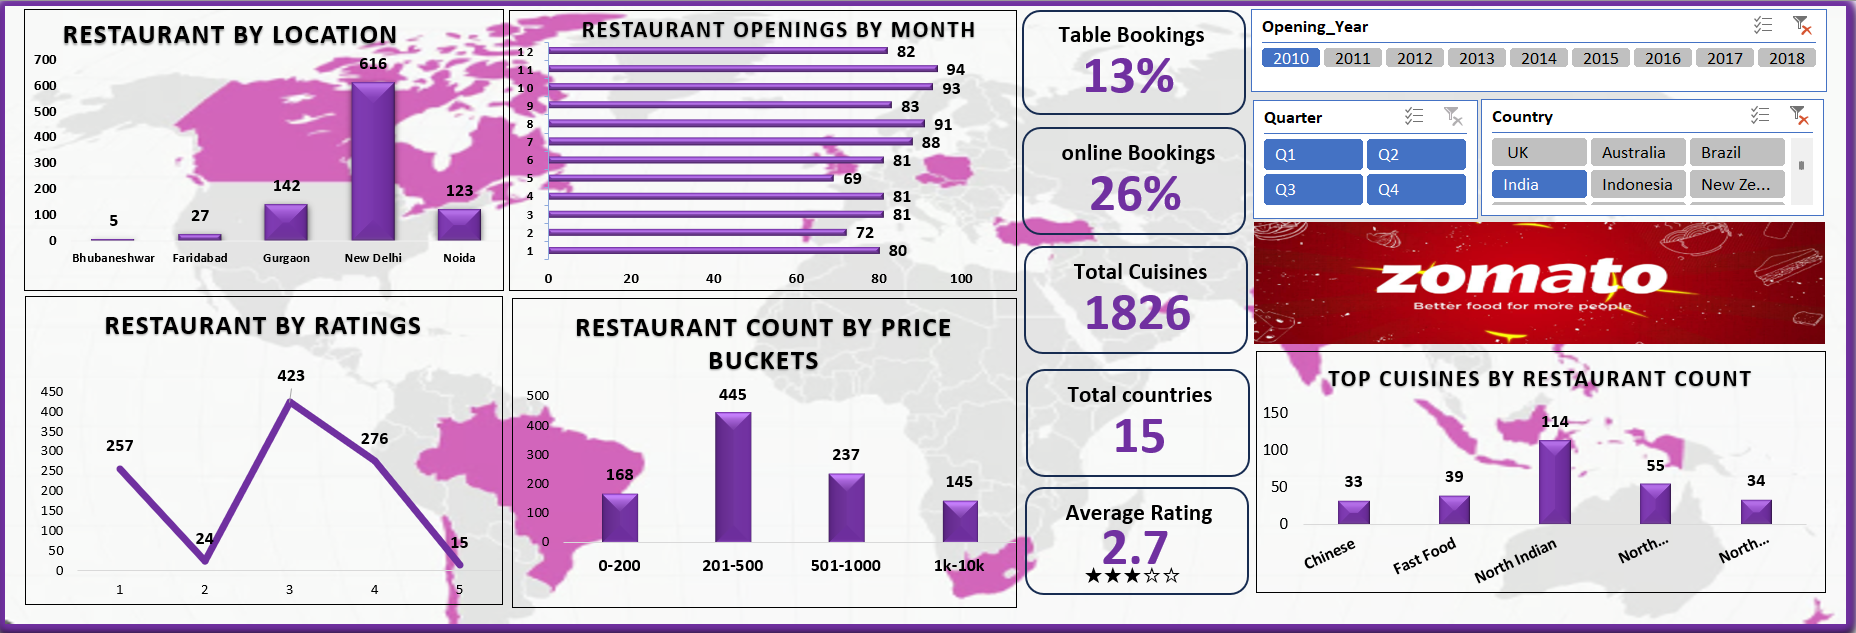 RESTAURANT BY LOCATION
700
600
500
400
300
200
100
0
5
27
142
616
123
Bhubaneshwar
Faridabad
Gurgaon
New Delhi
Noida
RESTAURANT OPENINGS BY MONTH
12
82
11
94
10
93
9
83
8
91
7
88
6
81
5
69
4
81
3
81
2
72
1
80
0
20
40
60
80
100
Table Bookings
13%
online Bookings
26%
Total Cuisines
1826
Total countries
15
Average Rating
2.7
★★★☆☆
Opening_Year
2010
2011
2012
2013
2014
2015
2016
2017
2018
Quarter
Q1
Q2
Q3
Q4
Country
UK
Australia
Brazil
India
Indonesia
New Ze...
zomato
Better food for more people
RESTAURANT BY RATINGS
450
400
350
300
250
200
150
100
50
0
257
24
423
276
15
1
2
3
4
5
RESTAURANT COUNT BY PRICE
BUCKETS
500
400
300
200
100
0
168
445
237
145
0-200
201-500
501-1000
1k-10k
TOP CUISINES BY RESTAURANT COUNT
150
100
50
0
33
39
114
55
34
Chinese
Fast Food
North Indian
North...
North...